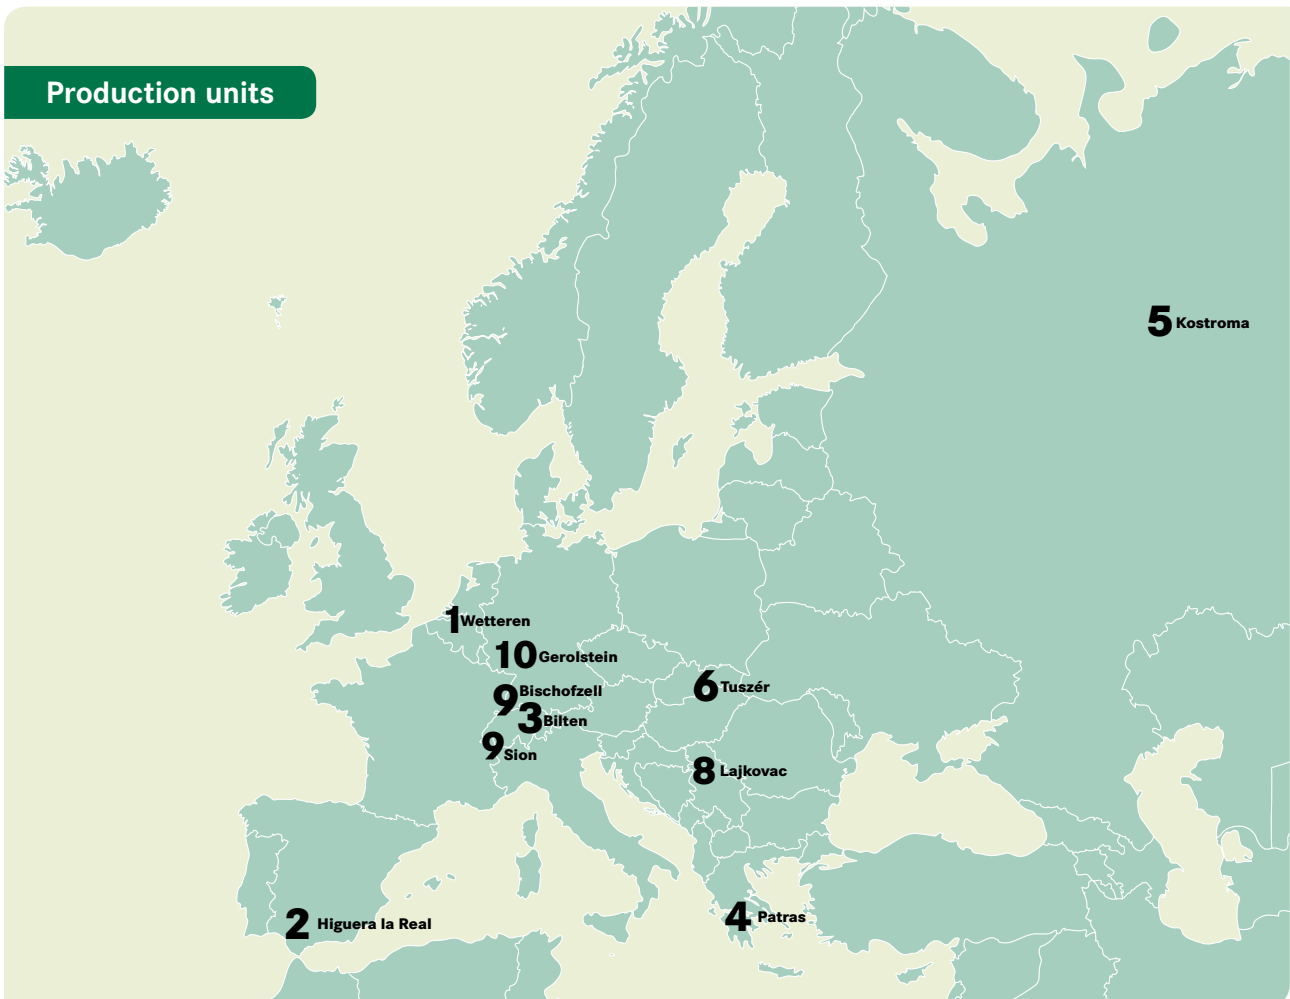 Production units
5 Kostroma
1 Wetteren
10 Gerolstein
6 Tuszér
9 Bischofzell
3 Bilten
9 Sion
8 Lajkovac
4 Patras
2 Higuera la Real